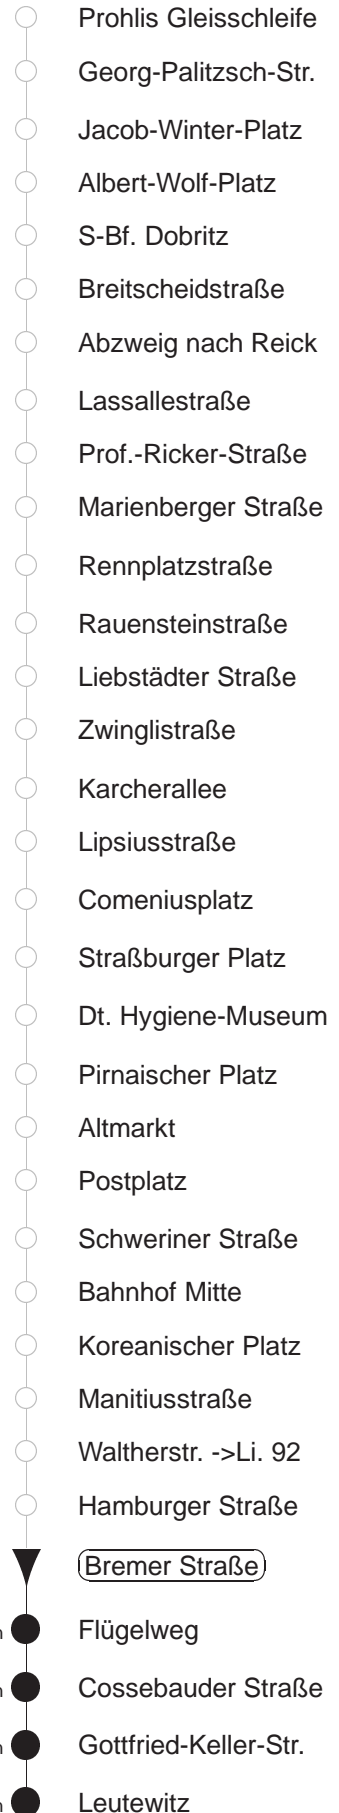 Prohlis Gleisschleife
Georg-Palitzsch-Str.
Jacob-Winter-Platz
Albert-Wolf-Platz
S-Bf. Dobritz
Breitscheidstraße
Abzweig nach Reick
Lassallestraße
Prof.-Ricker-Straße
Marienberger Straße
Rennplatzstraße
Rauensteinstraße
Liebstädter Straße
Zwinglistraße
Karcherallee
Lipsiusstraße
Comeniusplatz
Straßburger Platz
Dt. Hygiene-Museum
Pirnaischer Platz
Altmarkt
Postplatz
Schweriner Straße
Bahnhof Mitte
Koreanischer Platz
Manitiusstraße
Waltherstr. ->Li. 92
Hamburger Straße
Bremer Straße
Flügelweg
Cossebauder Straße
Gottfried-Keller-Str.
Leutewitz